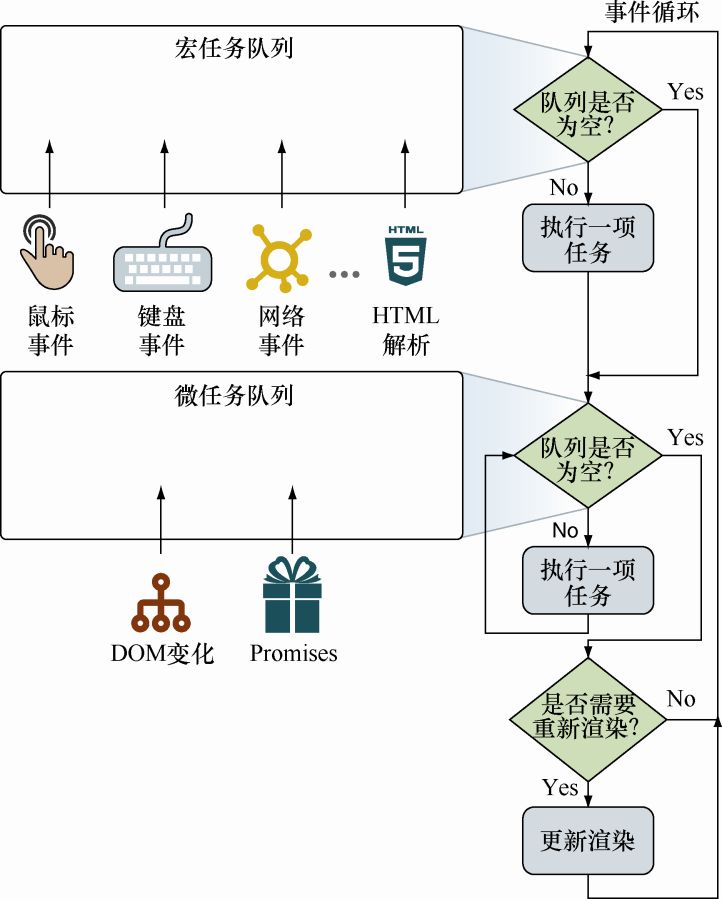 事件循环
宏任务队列
队列是否
为空？
Yes
No
执行一项
任务
HTML
5
鼠标
事件
键盘
事件
网络
事件
HTML
解析
微任务队列
队列是否
为空？
Yes
No
执行一项
任务
DOM变化
Promises
是否需要
重新渲染？
No
Yes
更新渲染